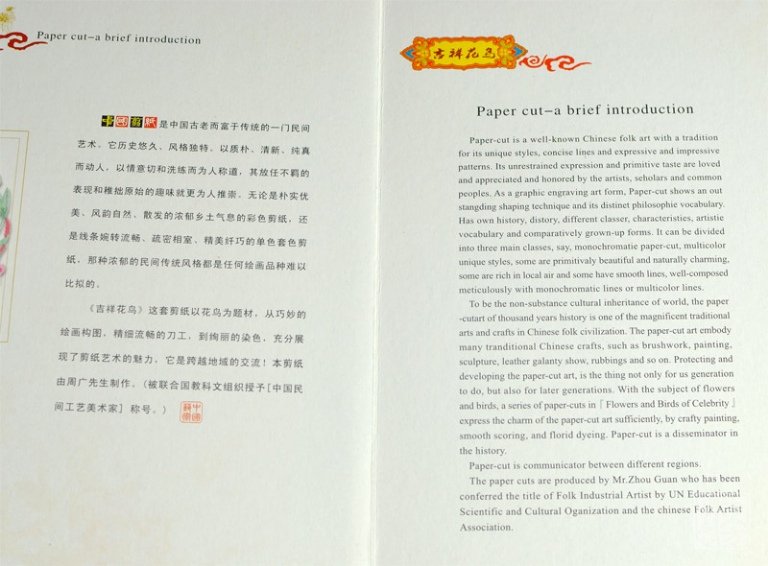 Paper cut—a brief introduction
中国剪纸是中国古老而富于传统的一门民间
艺术。它历史悠久、风格独特，以质朴、清新、纯真
而动人，以情意切和洗练而为人称道，其放任不羁的
表现和稚拙原始的趣味就更为人推崇。无论是朴实优
美、风韵自然、散发的浓郁乡土气息的彩色剪纸，还
是线条婉转流畅、疏密相室、精美纤巧的单色套色剪
纸，那种浓郁的民间传统风格都是任何绘画品种难以
比拟的。
《吉祥花鸟》这套剪纸以花鸟为题材，从巧妙的
绘画构图，精细流畅的刀工，到绚丽的染色，充分展
现了剪纸艺术的魅力，它是跨越地域的交流！本剪纸
由周广先生制作。（被联合国教科文组织授予[中国民
间工艺美术家] 称号。）
吉祥花鸟
Paper cut—a brief introduction
Paper-cut is a well-known Chinese folk art with a tradition
for its unique styles, concise lines and expressive and impressive
patterns. Its unrestrained expression and primitive taste are loved
and appreciated and honored by the artists, seholars and common
peoples. As a graphic engraving art form, Paper-cut shows an out
stangding shaping technique and its distinct philosophic vocabulary.
Has own history, distory, different classer, characteristics, artistie
vocabulary and comparatively grown-up forms. It can be divided
into three main classes, say, monochromatie paper-cut, multicolor
unique styles, some are primitivaly beautiful and naturally charming,
some are rich in local air and some have smooth lines, well-composed
meticulously with monochromatic lines or multicolor lines.
To be the non-substance cultural inheritance of world, the paper
-cutart of thousand years history is one of the magnificent traditional
arts and crafts in Chinese folk civilization. The paper-cut art embody
many tranditional Chinese crafts, such as brushwork, painting,
sculpture, leather galanty show, rubbings and so on. Protecting and
developing the paper-cut art, is the thing not only for us generation
to do, but also for later generations. With the subject of flowers
and birds, a series of paper-cuts in「Flowers and Birds of Celebrity」
express the charm of the paper-cut art sufficiently, by crafty painting,
smooth scoring, and florid dyeing. Paper-cut is a disseminator in
the history.
Paper-cut is communicator between different regions.
The paper cuts are produced by Mr.Zhou Guan who has been
conferred the title of Folk Industrial Artist by UN Educational
Scientific and Cultural Oganization and the chinese Folk Artist
Association.